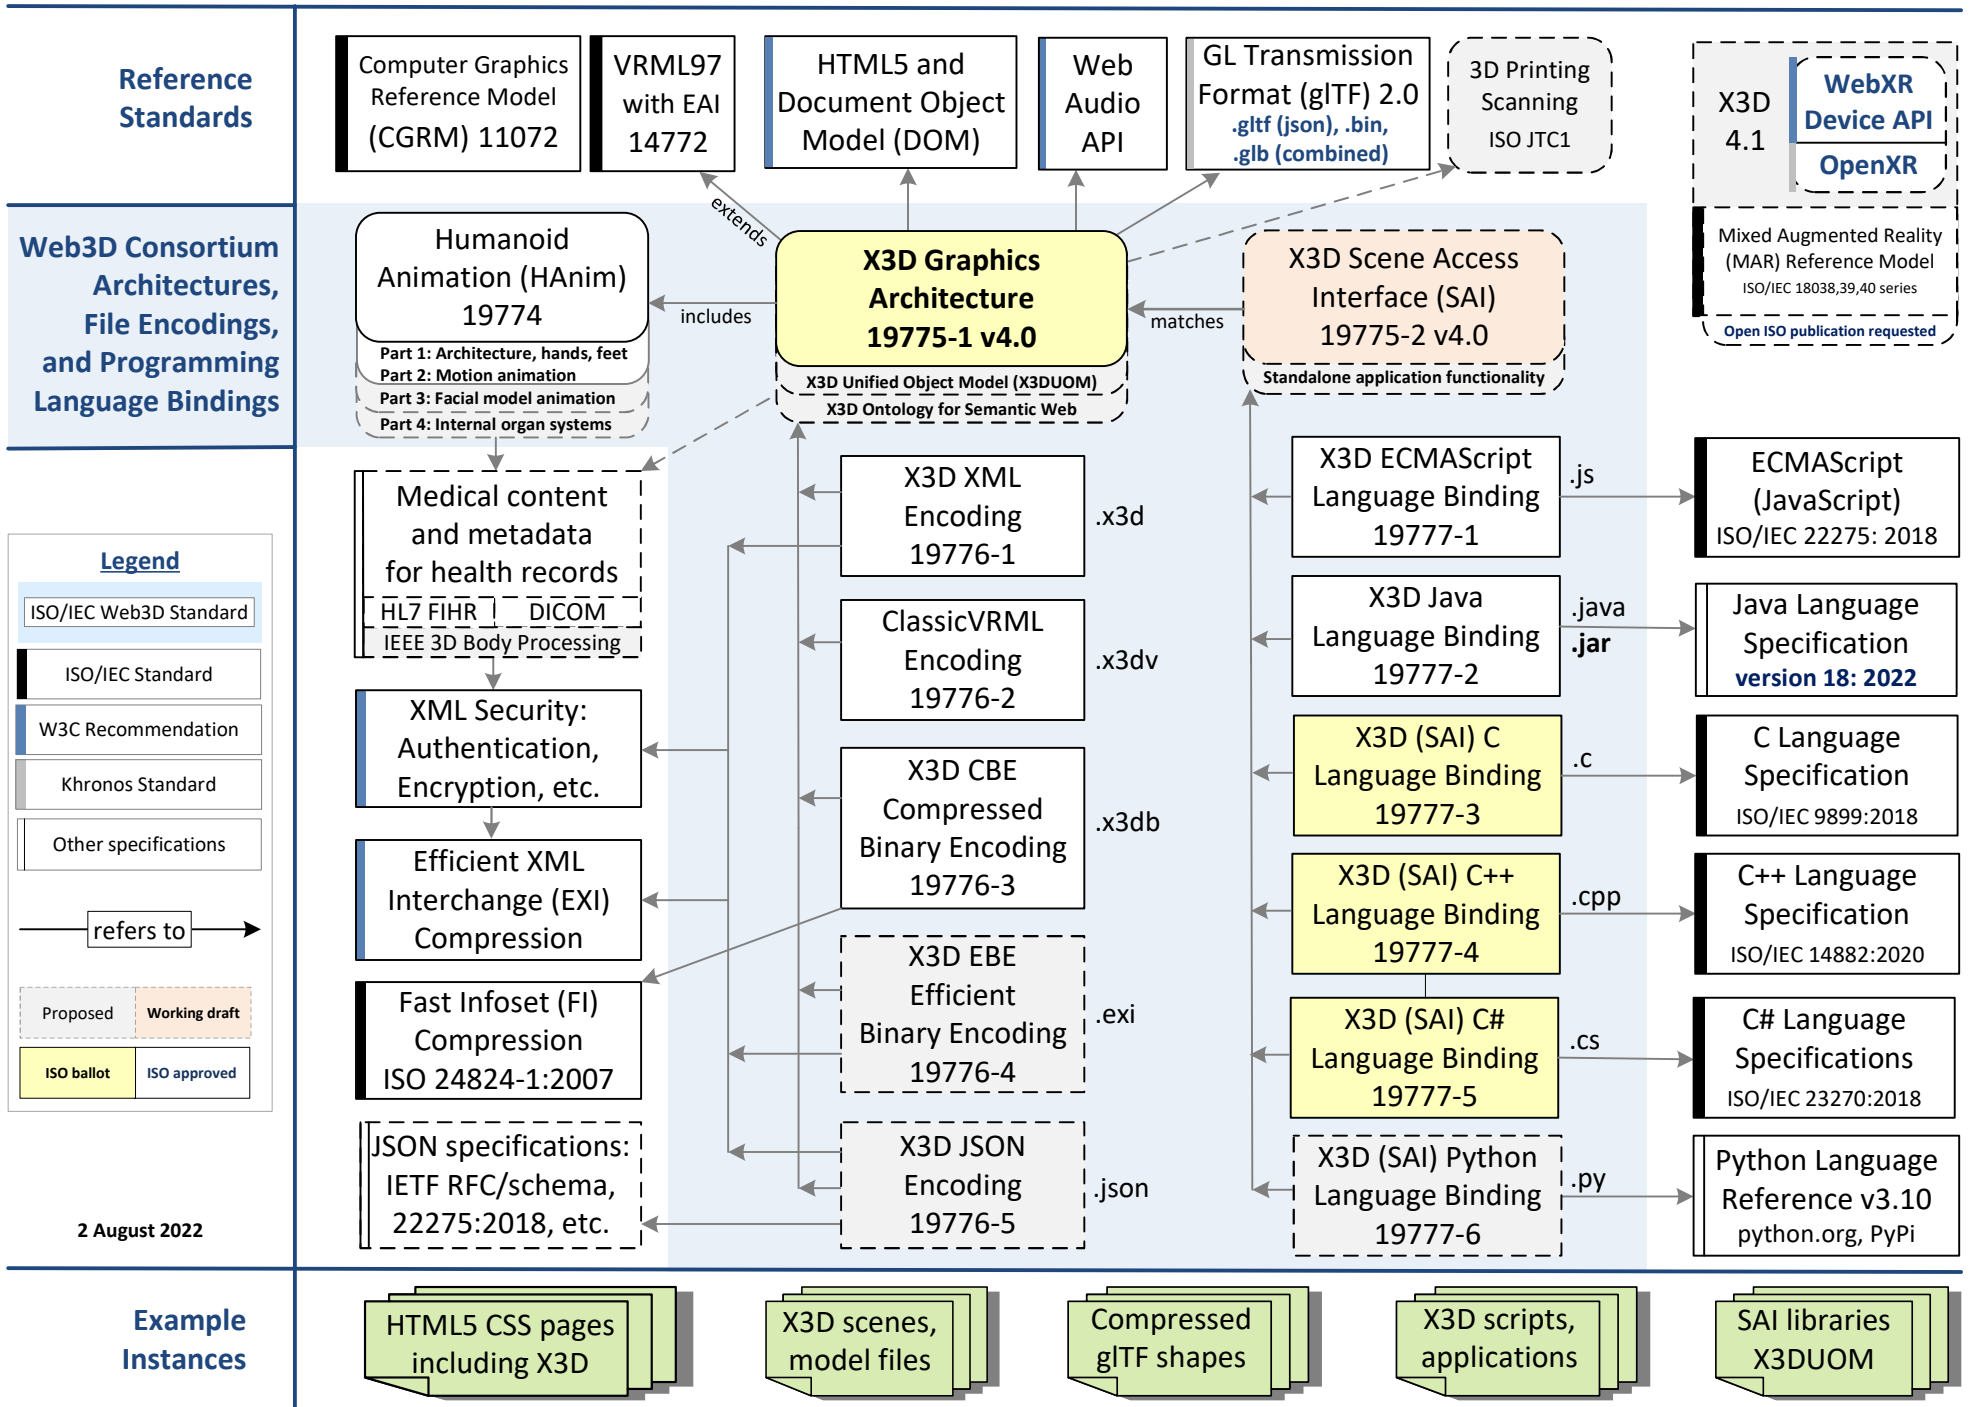 Reference
Standards
Computer Graphics
Reference Model
(CGRM) 11072
VRML97
with EAI
14772
HTML5 and
Document Object
Model (DOM)
Web
Audio
API
GL Transmission
Format (glTF) 2.0
.gltf (json), .bin,
.glb (combined)
3D Printing
Scanning
ISO JTC1
X3D
4.1
WebXR
Device API
OpenXR
Mixed Augmented Reality
(MAR) Reference Model
ISO/IEC 18038,39,40 series
Open ISO publication requested
Web3D Consortium
Architectures,
File Encodings,
and Programming
Language Bindings
Humanoid
Animation (HAnim)
19774
Part 1: Architecture, hands, feet
Part 2: Motion animation
Part 3: Facial model animation
Part 4: Internal organ systems
extends
includes
X3D Graphics
Architecture
19775-1 v4.0
X3D Unified Object Model (X3DUOM)
X3D Ontology for Semantic Web
matches
X3D Scene Access
Interface (SAI)
19775-2 v4.0
Standalone application functionality
Medical content
and metadata
for health records
HL7 FIHR
DICOM
IEEE 3D Body Processing
XML Security:
Authentication,
Encryption, etc.
Efficient XML
Interchange (EXI)
Compression
Fast Infoset (FI)
Compression
ISO 24824-1:2007
JSON specifications:
IETF RFC/schema,
22275:2018, etc.
X3D XML
Encoding
19776-1
.x3d
ClassicVRML
Encoding
19776-2
.x3dv
X3D CBE
Compressed
Binary Encoding
19776-3
.x3db
X3D EBE
Efficient
Binary Encoding
19776-4
.exi
X3D JSON
Encoding
19776-5
.json
X3D ECMAScript
Language Binding
19777-1
.js
ECMAScript
(JavaScript)
ISO/IEC 22275: 2018
X3D Java
Language Binding
19777-2
.java
.jar
Java Language
Specification
version 18: 2022
X3D (SAI) C
Language Binding
19777-3
.c
C Language
Specification
ISO/IEC 9899:2018
X3D (SAI) C++
Language Binding
19777-4
.cpp
C++ Language
Specification
ISO/IEC 14882:2020
X3D (SAI) C#
Language Binding
19777-5
.cs
C# Language
Specifications
ISO/IEC 23270:2018
X3D (SAI) Python
Language Binding
19777-6
.py
Python Language
Reference v3.10
python.org, PyPi
Legend
ISO/IEC Web3D Standard
ISO/IEC Standard
W3C Recommendation
Khronos Standard
Other specifications
refers to
Proposed
Working draft
ISO ballot
ISO approved
2 August 2022
Example
Instances
HTML5 CSS pages
including X3D
X3D scenes,
model files
Compressed
glTF shapes
X3D scripts,
applications
SAI libraries
X3DUOM